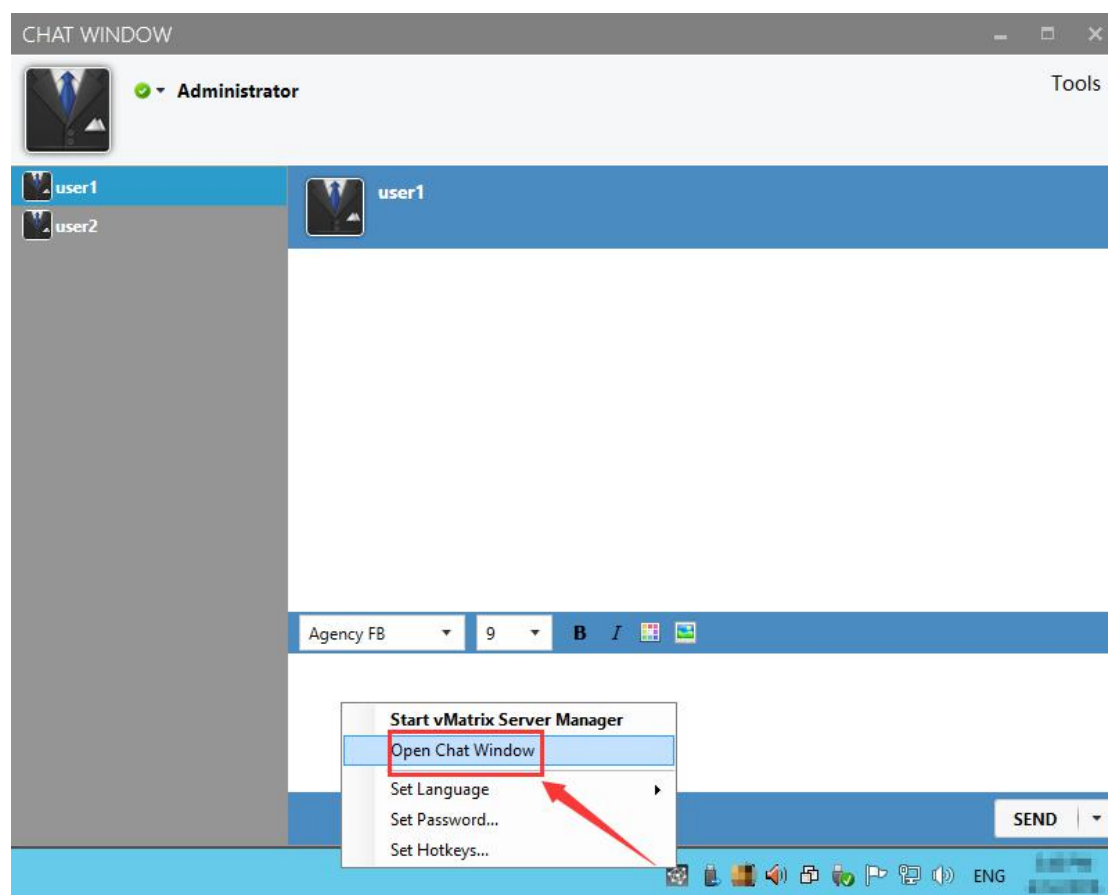 CHAT WINDOW
Administrator
Tools
user1
user2
user1
Agency FB
9
B
I
Start vMatrix Server Manager
Open Chat Window
Set Language
Set Password...
Set Hotkeys...
SEND
ENG